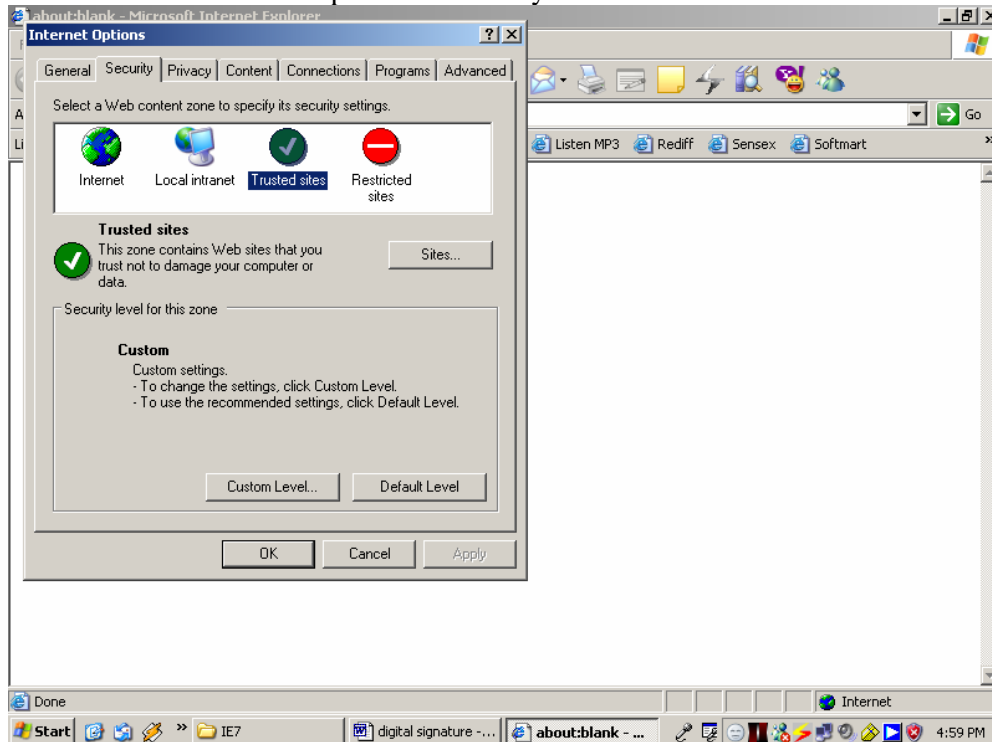 about:blank - Microsoft Internet Explorer
Internet Options
General Security Privacy Content Connections Programs Advanced
Select a Web content zone to specify its security settings.
Go
Listen MP3 Rediff Sensex Softmart
Internet Local intranet Trusted sites Restricted
sites
Trusted sites
This zone contains Web sites that you
trust not to damage your computer or
data.
Sites...
Security level for this zone
Custom
Custom settings.
- To change the settings, click Custom Level.
- To use the recommended settings, click Default Level.
Custom Level... Default Level
OK Cancel Apply
Done Internet
Start IE7 digital signature -... about:blank - ... 4:59 PM